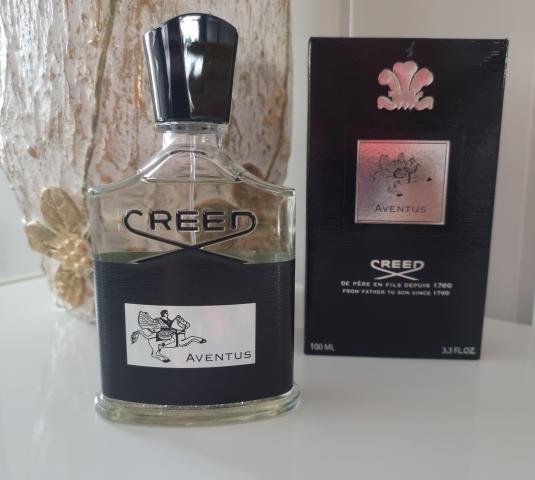 CREED
AVENTUS
AVENTUS
CREED
DE PÈRE EN FILS DEPUIS 1760
FROM FATHER TO SON SINCE 1760
100 ML
3.3 FL.OZ.